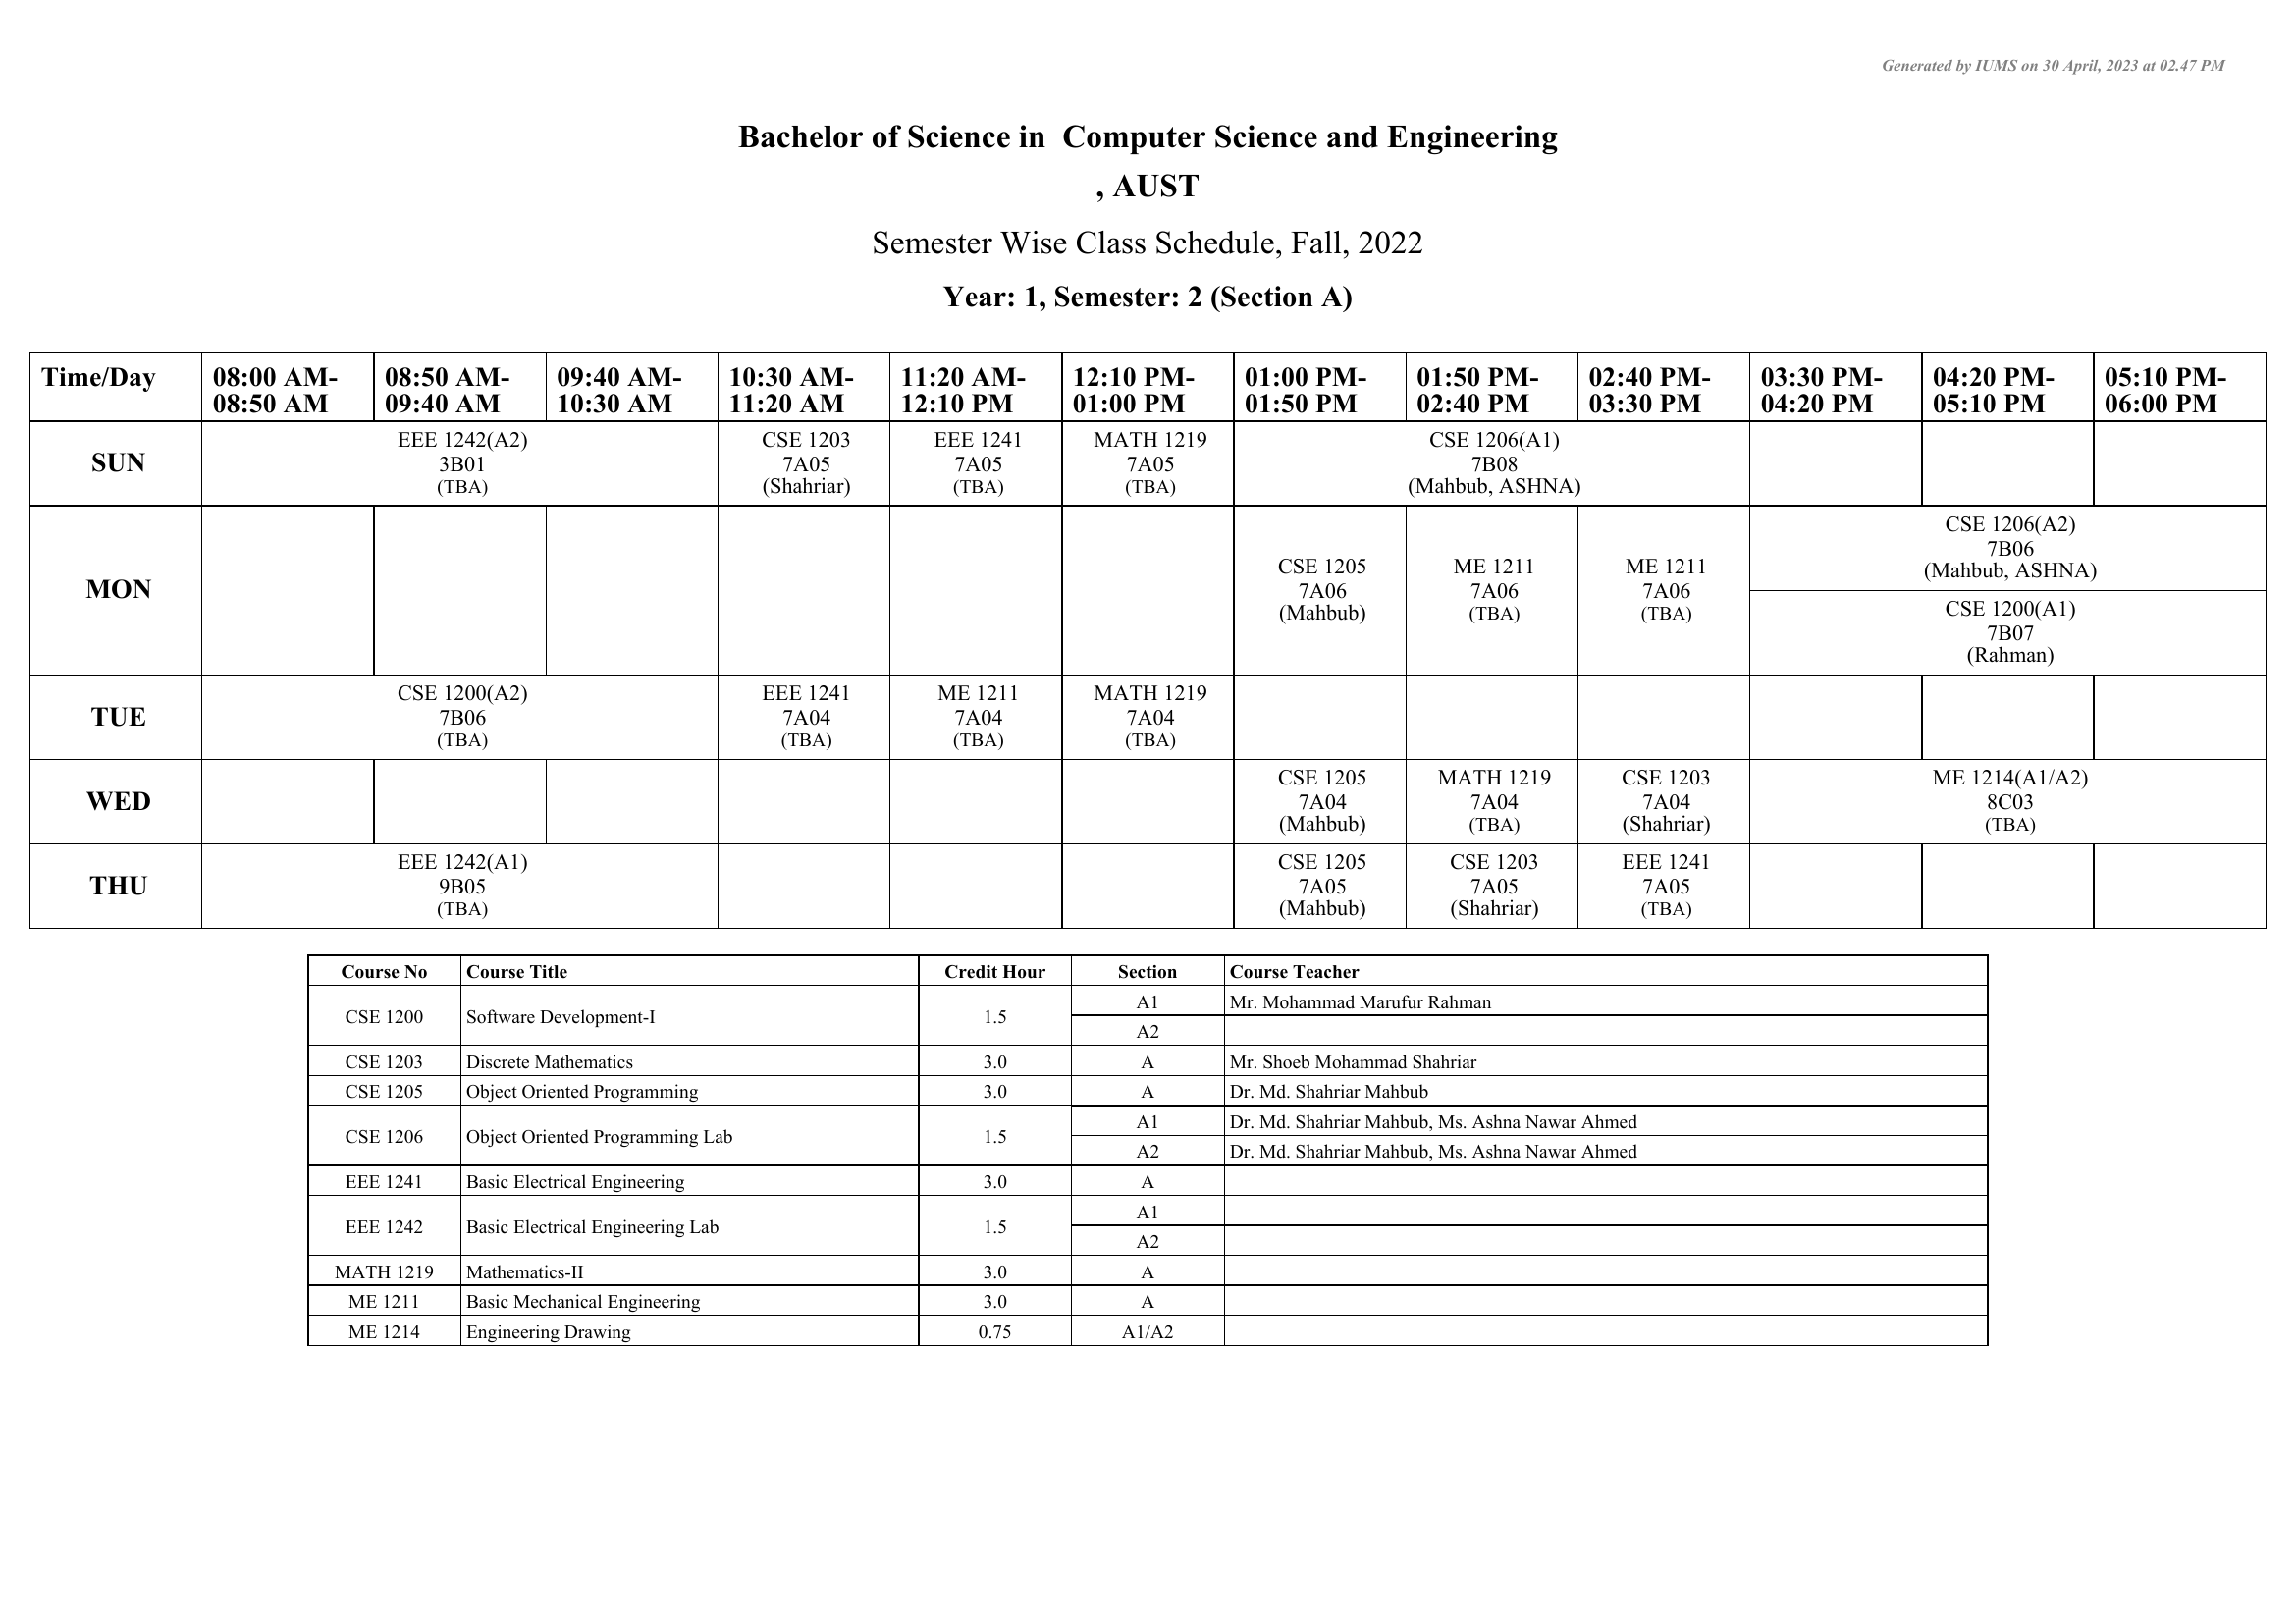 Generated by IUMS on 30 April, 2023 at 02.47 PM
Bachelor of Science in  Computer Science and Engineering
, AUST
Semester Wise Class Schedule, Fall, 2022
Year: 1, Semester: 2 (Section A)
Time/Day 08:00 AM- 08:50 AM- 09:40 AM- 10:30 AM- 11:20 AM- 12:10 PM- 01:00 PM- 01:50 PM- 02:40 PM- 03:30 PM- 04:20 PM- 05:10 PM-
08:50 AM 09:40 AM 10:30 AM 11:20 AM 12:10 PM 01:00 PM 01:50 PM 02:40 PM 03:30 PM 04:20 PM 05:10 PM 06:00 PM
SUN
EEE 1242(A2)
3B01
(TBA)
CSE 1203
7A05
(Shahriar)
EEE 1241
7A05
(TBA)
MATH 1219
7A05
(TBA)
CSE 1206(A1)
7B08
(Mahbub, ASHNA)
MON
CSE 1205
7A06
(Mahbub)
ME 1211
7A06
(TBA)
ME 1211
7A06
(TBA)
CSE 1206(A2)
7B06
(Mahbub, ASHNA)
CSE 1200(A1)
7B07
(Rahman)
TUE
CSE 1200(A2)
7B06
(TBA)
EEE 1241
7A04
(TBA)
ME 1211
7A04
(TBA)
MATH 1219
7A04
(TBA)
WED
CSE 1205
7A04
(Mahbub)
MATH 1219
7A04
(TBA)
CSE 1203
7A04
(Shahriar)
ME 1214(A1/A2)
8C03
(TBA)
THU
EEE 1242(A1)
9B05
(TBA)
CSE 1205
7A05
(Mahbub)
CSE 1203
7A05
(Shahriar)
EEE 1241
7A05
(TBA)
Course No Course Title Credit Hour Section Course Teacher
CSE 1200 Software Development-I 1.5 A1 Mr. Mohammad Marufur Rahman
A2
CSE 1203 Discrete Mathematics 3.0 A Mr. Shoeb Mohammad Shahriar
CSE 1205 Object Oriented Programming 3.0 A Dr. Md. Shahriar Mahbub
CSE 1206 Object Oriented Programming Lab 1.5 A1 Dr. Md. Shahriar Mahbub, Ms. Ashna Nawar Ahmed
A2 Dr. Md. Shahriar Mahbub, Ms. Ashna Nawar Ahmed
EEE 1241 Basic Electrical Engineering 3.0 A
EEE 1242 Basic Electrical Engineering Lab 1.5 A1
A2
MATH 1219 Mathematics-II 3.0 A
ME 1211 Basic Mechanical Engineering 3.0 A
ME 1214 Engineering Drawing 0.75 A1/A2